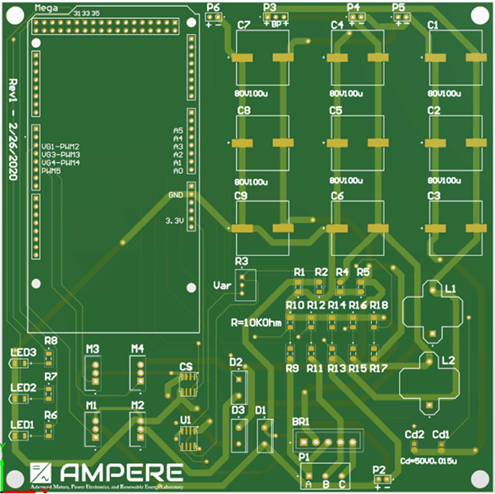 Mega
3133 35
P6
+ -
P3
+ BP +
P4
+ -
P5
+ -
C7
C4
C1
80V100u
80V100u
80V100u
Rev1 - 2/26/2020
C8
C5
C2
A5
A4
A3
A2
A1
A0
VG1-PWM2
VG3-PWM3
VG4-PWM4
PWM5
80V100u
80V100u
80V100u
GND
3.3V
C9
C6
C3
R3
Var
R1 R2 R4 R5
L1
R10 R12 R14 R16 R18
R=10KOhm
R8
LED3
M3
M4
R9 R11 R13 R15 R17
L2
CS
D2
R7
LED2
M1
M2
D3 D1
R6
LED1
U1
BR1
Cd2 Cd1
Cd=50V0.015u
P1
A B C
P2
+ -
AMPERE
Advanced Motors, Power Electronics, and Renewable Energy Laboratory